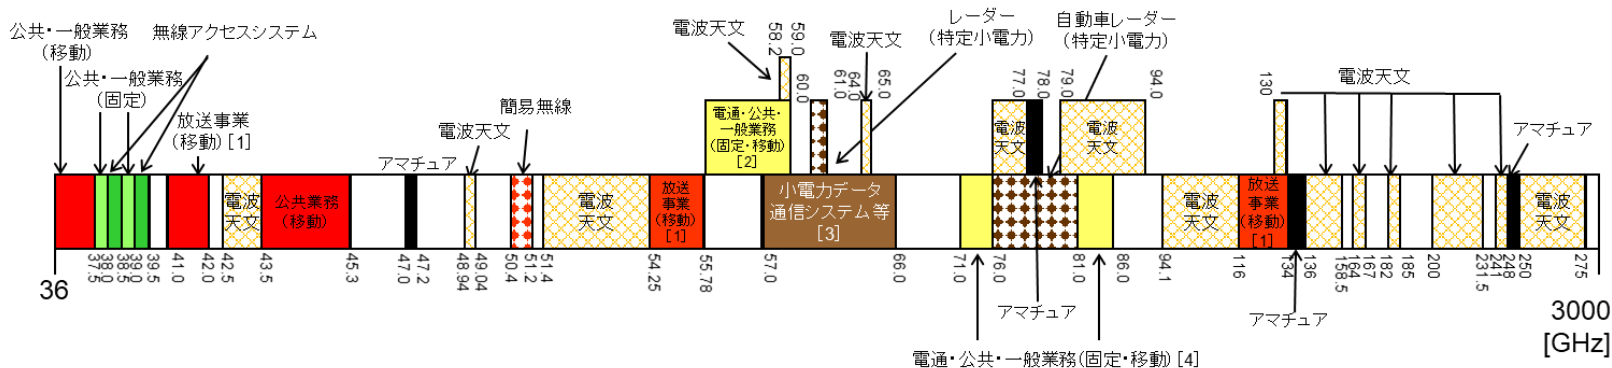 公共・一般業務
(移動)
無線アクセスシステム
公共・一般業務
(固定)
放送事業
(移動)[1]
アマチュア
電波天文
簡易無線
電波天文
58.2
59.0
60.0
電波天文
61.0
64.0
65.0
レーダー
(特定小電力)
自動車レーダー
(特定小電力)
77.0
78.0
79.0
94.0
130
電波天文
アマチュア
電通・公共・
一般業務
(固定・移動)
[2]
電波
天文
電波
天文
電波
天文
公共業務
(移動)
電波
天文
放送
事業
(移動)
[1]
小電力データ
通信システム等
[3]
電波
天文
放送
事業
(移動)
[1]
電波
天文
36
37.5
38.0
38.5
39.0
39.5
41.0
42.0
42.5
43.5
45.3
47.0
47.2
48.94
49.04
50.4
51.2
51.4
54.25
55.78
57.0
66.0
71.0
76.0
81.0
86.0
94.1
116
134
136
158.5
164
167
182
185
200
231.5
241
248
250
275
アマチュア
アマチュア
3000
[GHz]
電通・公共・一般業務(固定・移動)[4]